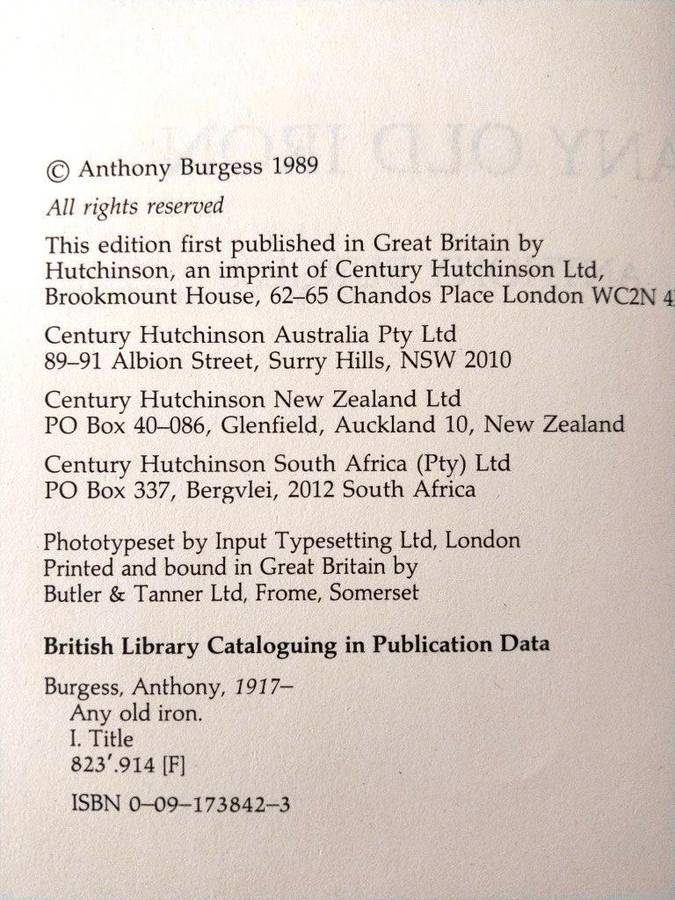 © Anthony Burgess 1989
All rights reserved
This edition first published in Great Britain by
Hutchinson, an imprint of Century Hutchinson Ltd,
Brookmount House, 62–65 Chandos Place London WC2N 4
Century Hutchinson Australia Pty Ltd
89–91 Albion Street, Surry Hills, NSW 2010
Century Hutchinson New Zealand Ltd
PO Box 40–086, Glenfield, Auckland 10, New Zealand
Century Hutchinson South Africa (Pty) Ltd
PO Box 337, Bergvlei, 2012 South Africa
Phototypeset by Input Typesetting Ltd, London
Printed and bound in Great Britain by
Butler & Tanner Ltd, Frome, Somerset
British Library Cataloguing in Publication Data
Burgess, Anthony, 1917–
Any old iron.
I. Title
823′.914 [F]
ISBN 0–09–173842–3
ANY OLD IRON